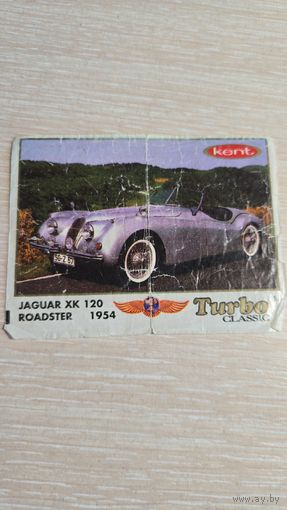 kent
JAGUAR XK 120
ROADSTER 1954
Turbo
CLASSIC
www.ay.by